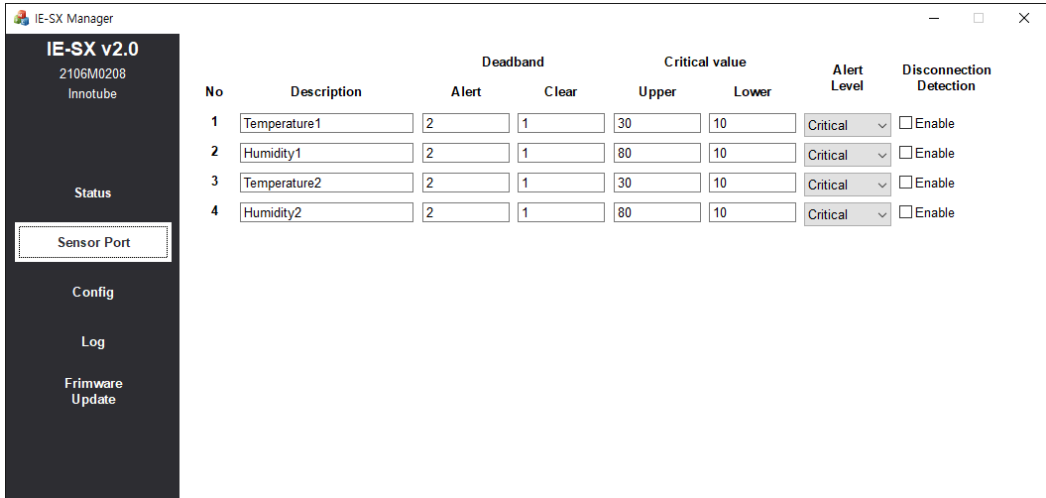 IE-SX Manager
IE-SX v2.0
2106M0208
Innotube
Status
Sensor Port
Config
Log
Frimware
Update
Deadband Critical value Alert Level Disconnection Detection
No Description Alert Clear Upper Lower
1 Temperature1 2 1 30 10 Critical Enable
2 Humidity1 2 1 80 10 Critical Enable
3 Temperature2 2 1 30 10 Critical Enable
4 Humidity2 2 1 80 10 Critical Enable